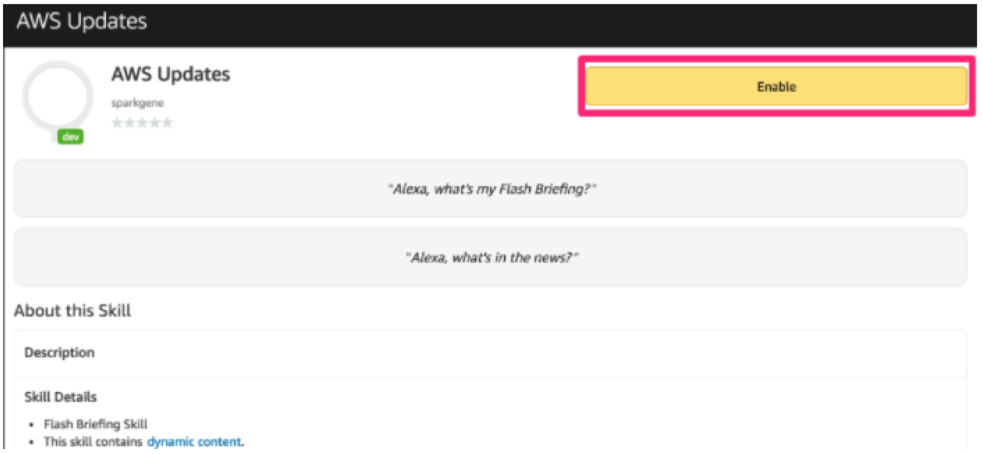 AWS Updates
AWS Updates
sparkgene
dev
Enable
"Alexa, what's my Flash Briefing?"
"Alexa, what's in the news?"
About this Skill
Description
Skill Details
• Flash Briefing Skill
• This skill contains dynamic content.